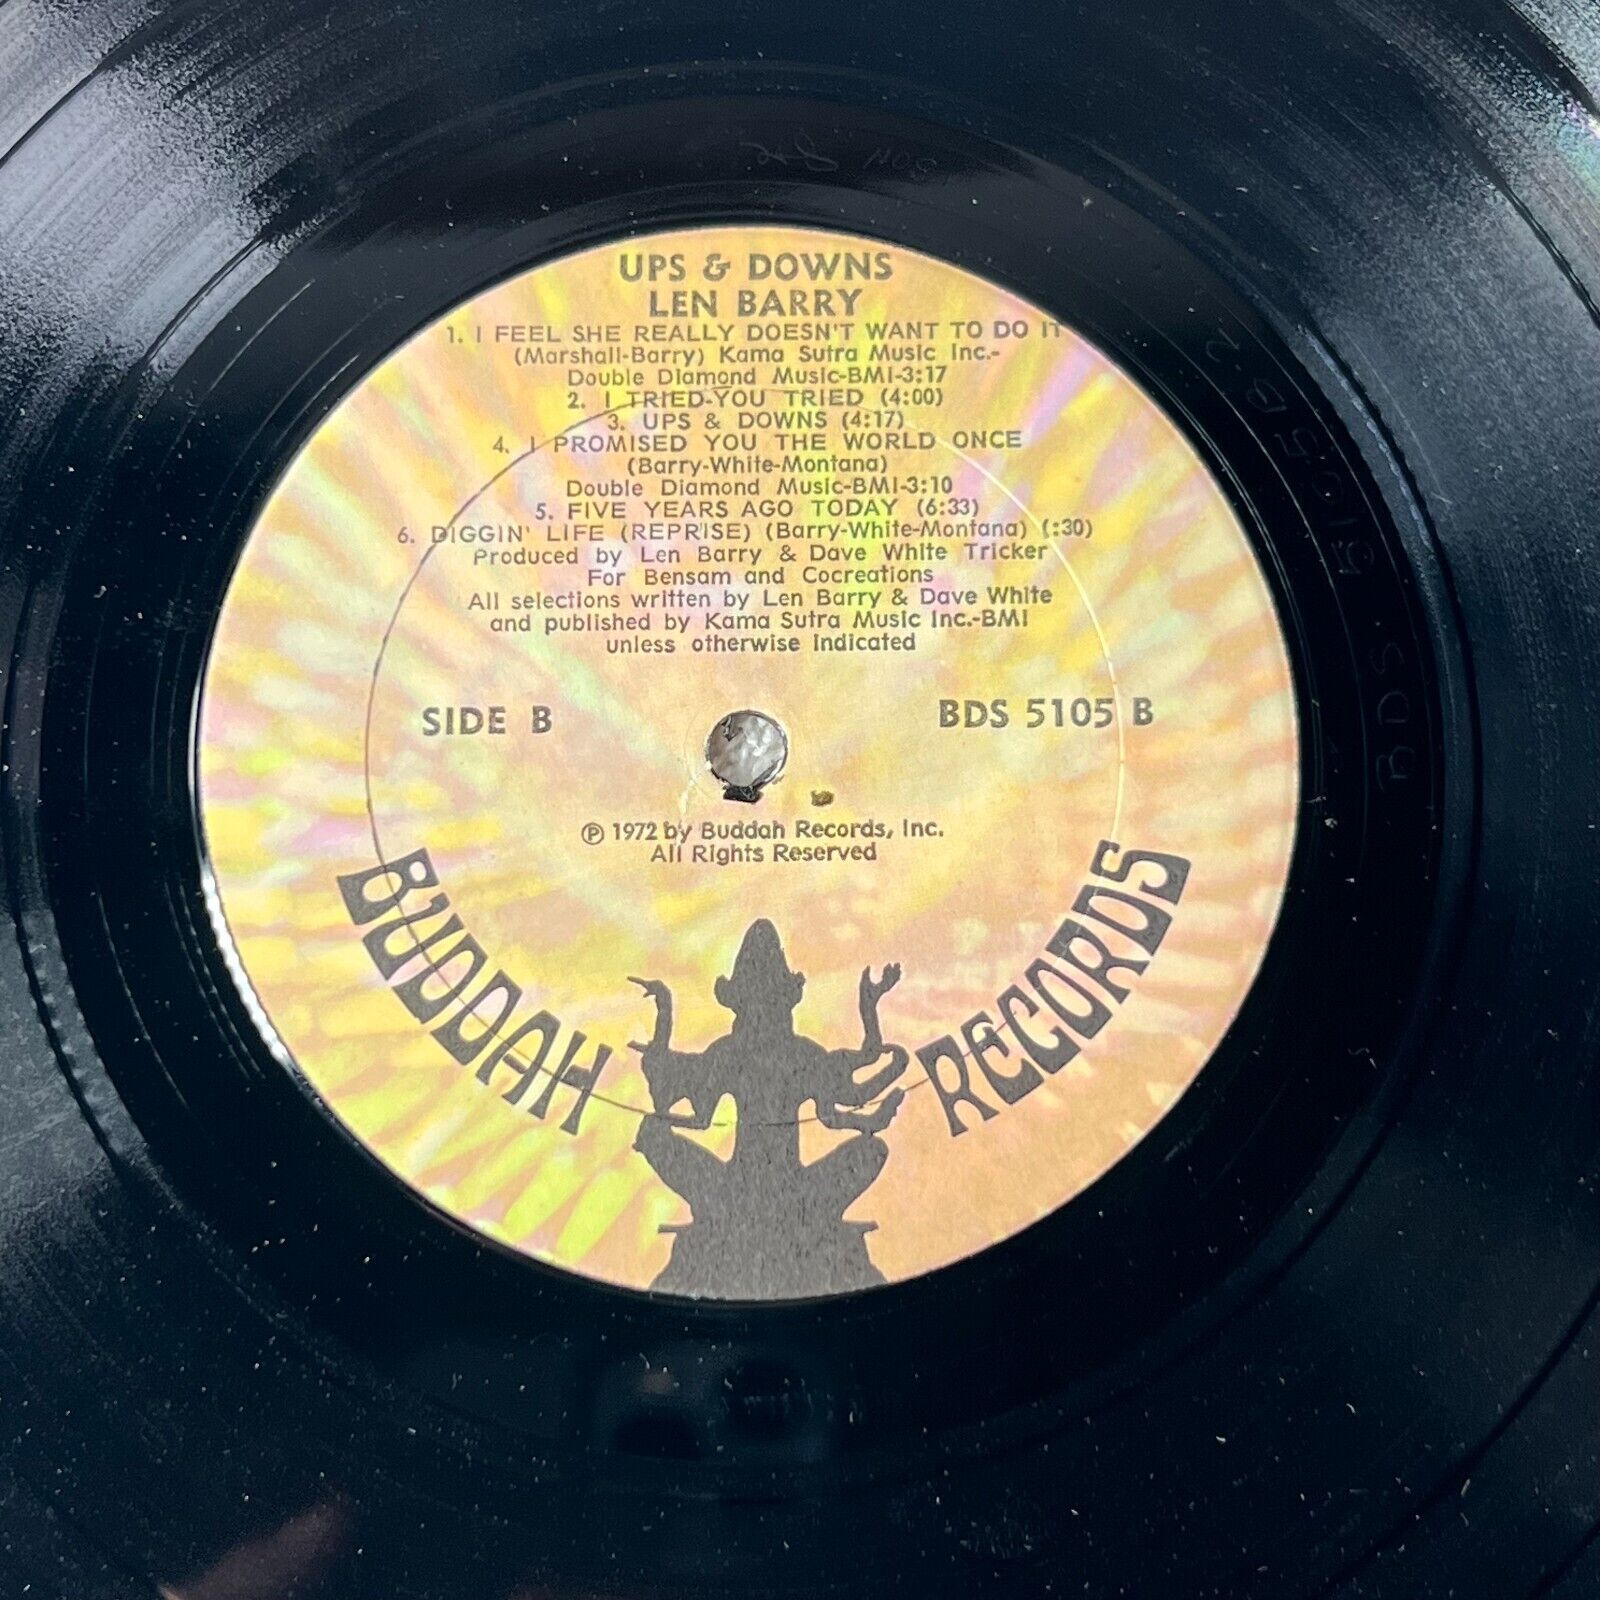 UPS & DOWNS
LEN BARRY
1. I FEEL SHE REALLY DOESN'T WANT TO DO IT
(Marshall-Barry) Kama Sutra Music Inc.-
Double Diamond Music-BMI-3:17
2. I TRIED-YOU TRIED (4:00)
3. UPS & DOWNS (4:17)
4. I PROMISED YOU THE WORLD ONCE
(Barry-White-Montana)
Double Diamond Music-BMI-3:10
5. FIVE YEARS AGO TODAY (6:33)
6. DIGGIN' LIFE (REPRISE) (Barry-White-Montana) (:30)
Produced by Len Barry & Dave White Tricker
For Bensam and Cocreations
All selections written by Len Barry & Dave White
and published by Kama Sutra Music Inc.-BMI
unless otherwise indicated
SIDE B
BDS 5105 B
℗ 1972 by Buddah Records, Inc.
All Rights Reserved
BUDDAH RECORDS
BDS·5105 B